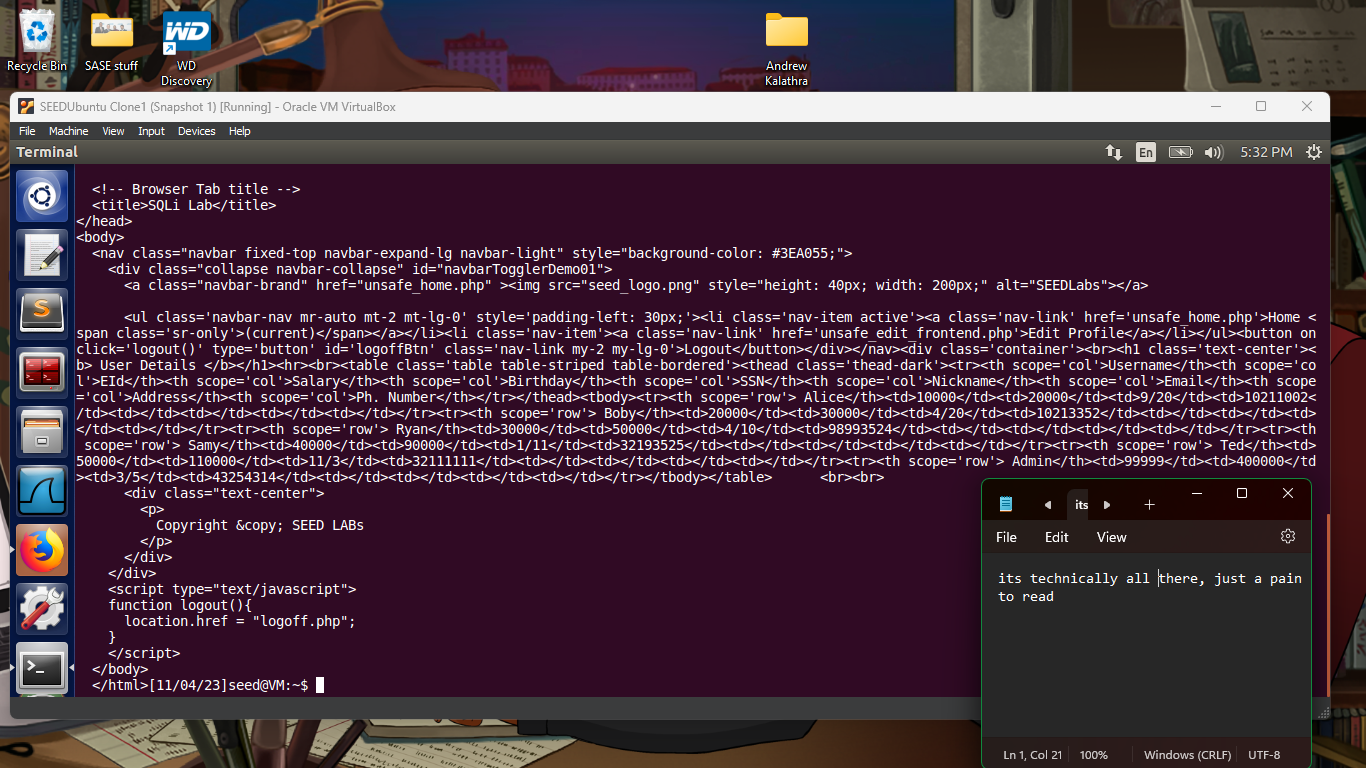 Recycle Bin
SASE stuff
WD
Discovery
WD
Andrew
Kalathra
SEEDUbuntu Clone1 (Snapshot 1) [Running] - Oracle VM VirtualBox
File Machine View Input Devices Help
Terminal
En
5:32 PM
<!-- Browser Tab title -->
<title>SQLi Lab</title>
</head>
<body>
<nav class="navbar fixed-top navbar-expand-lg navbar-light" style="background-color: #3EA055;">
<div class="collapse navbar-collapse" id="navbarTogglerDemo01">
<a class="navbar-brand" href="unsafe_home.php" ><img src="seed_logo.png" style="height: 40px; width: 200px;" alt="SEEDLabs"></a>
<ul class='navbar-nav mr-auto mt-2 mt-lg-0' style='padding-left: 30px;'><li class='nav-item active'><a class='nav-link' href='unsafe_home.php'>Home <
span class='sr-only'>(current)</span></a></li><li class='nav-item'><a class='nav-link' href='unsafe_edit_frontend.php'>Edit Profile</a></li></ul><button on
click='logout()' type='button' id='logoffBtn' class='nav-link my-2 my-lg-0'>Logout</button></div></nav><div class='container'><br><h1 class='text-center'><
b> User Details </b></h1><hr><br><table class='table table-striped table-bordered'><thead class='thead-dark'><tr><th scope='col'>Username</th><th scope='co
l'>EId</th><th scope='col'>Salary</th><th scope='col'>Birthday</th><th scope='col'>SSN</th><th scope='col'>Nickname</th><th scope='col'>Email</th><th scope
='col'>Address</th><th scope='col'>Ph. Number</th></tr></thead><tbody><tr><th scope='row'> Alice</th><td>10000</td><td>20000</td><td>9/20</td><td>10211002<
/td><td></td><td></td><td></td><td></td></tr><tr><th scope='row'> Boby</th><td>20000</td><td>30000</td><td>4/20</td><td>10213352</td><td></td><td></td><td>
</td><td></td></tr><tr><th scope='row'> Ryan</th><td>30000</td><td>50000</td><td>4/10</td><td>98993524</td><td></td><td></td><td></td><td></td></tr><tr><th
scope='row'> Samy</th><td>40000</td><td>90000</td><td>1/11</td><td>32193525</td><td></td><td></td><td></td><td></td></tr><tr><th scope='row'> Ted</th><td>
50000</td><td>110000</td><td>11/3</td><td>32111111</td><td></td><td></td><td></td><td></td></tr><tr><th scope='row'> Admin</th><td>99999</td><td>400000</td
><td>3/5</td><td>43254314</td><td></td><td></td><td></td><td></td></tr></tbody></table>      <br><br>
<div class="text-center">
<p>
Copyright &copy; SEED LABs
</p>
</div>
</div>
<script type="text/javascript">
function logout(){
location.href = "logoff.php";
}
</script>
</body>
</html>[11/04/23]seed@VM:~$
its
File Edit View
its technically all there, just a pain
to read
Ln 1, Col 21 100% Windows (CRLF) UTF-8